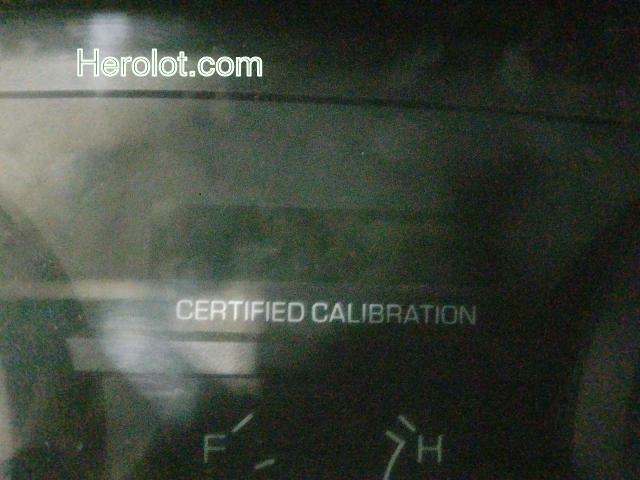 Herolot.com
CERTIFIED CALIBRATION
F H